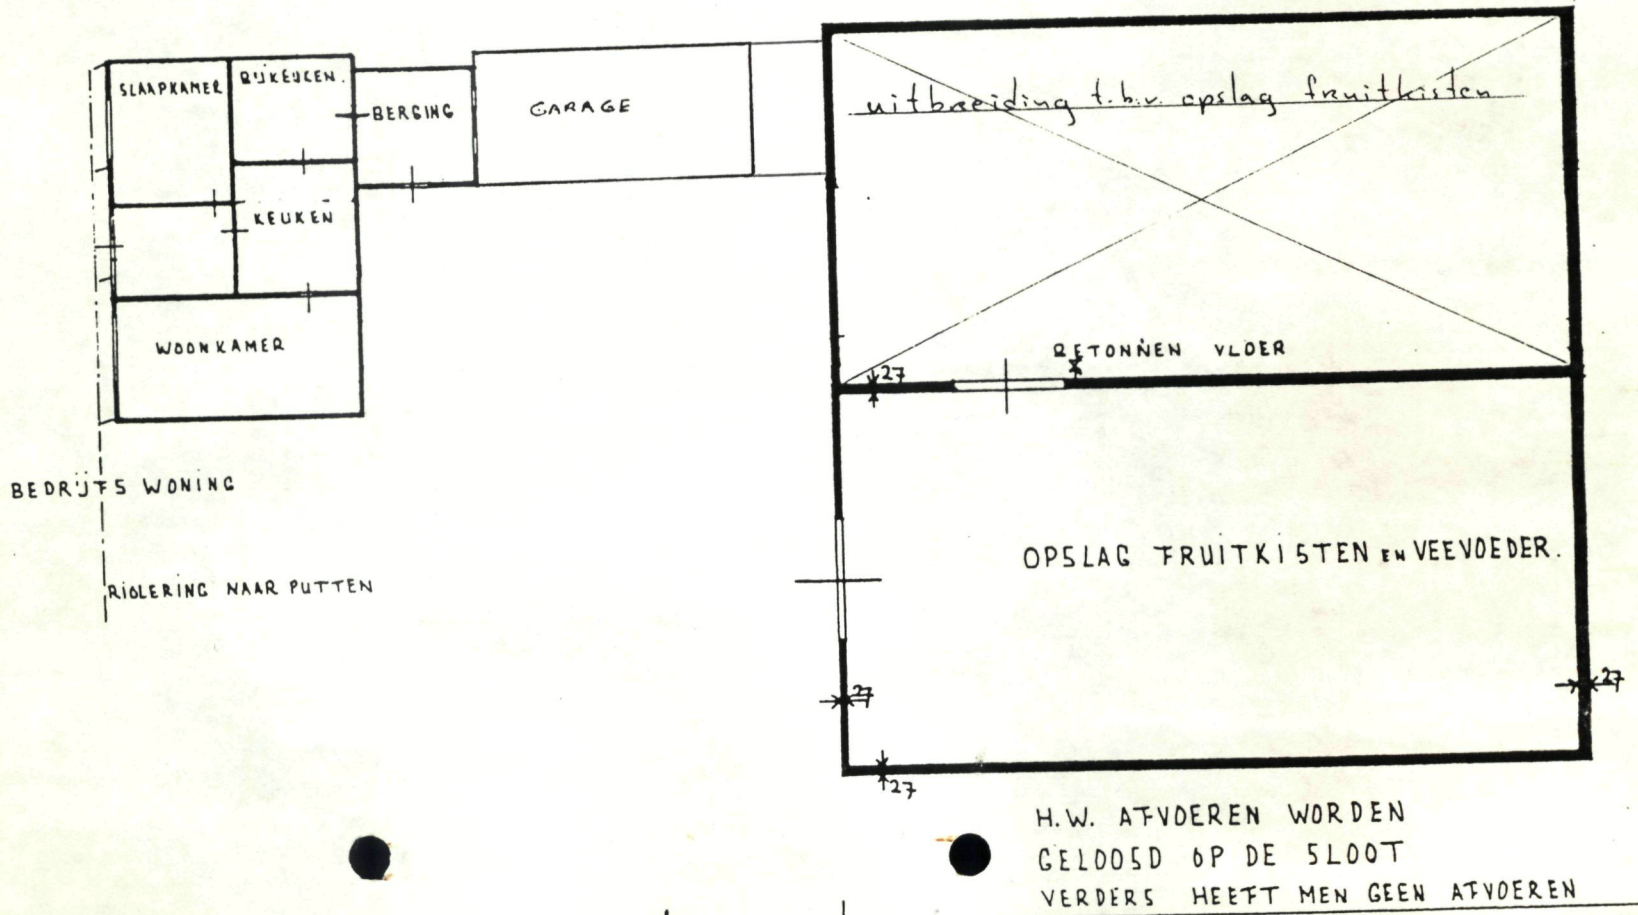 SLAAPKAMER
BIJKEUKEN.
BERGING
GARAGE
uitbreiding t.b.v. opslag fruitkisten
KEUKEN
WOONKAMER
BETONNEN VLOER
27
BEDRIJFS WONING
OPSLAG FRUITKISTEN EN VEEVOEDER.
RIOLERING NAAR PUTTEN
27
27
27
H.W. AFVOEREN WORDEN
GELOOSD OP DE SLOOT
VERDERS HEEFT MEN GEEN AFVOEREN